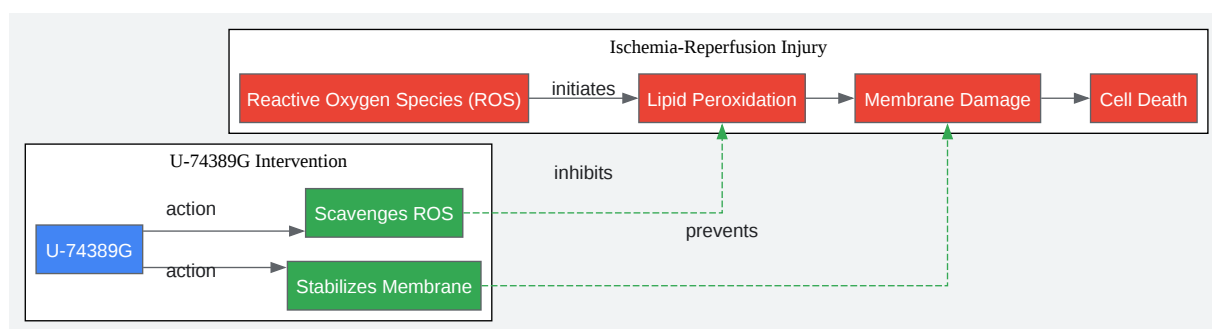 Ischemia-Reperfusion Injury
Reactive Oxygen Species (ROS)
initiates
Lipid Peroxidation
Membrane Damage
Cell Death
U-74389G Intervention
inhibits
action
Scavenges ROS
prevents
U-74389G
action
Stabilizes Membrane